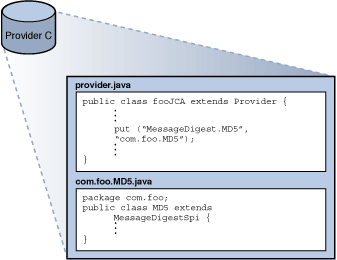 Provider C
provider.java
public class fooJCA extends Provider {
put ("MessageDigest.MD5",
"com.foo.MD5");
}
com.foo.MD5.java
package com.foo;
public class MD5 extends
MessageDigestSpi {
}